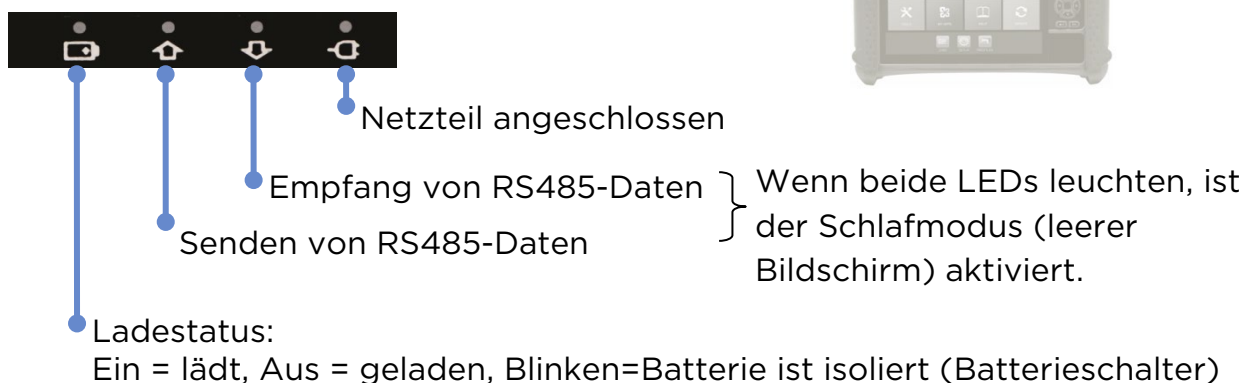 Netzteil angeschlossen
Empfang von RS485-Daten
Senden von RS485-Daten
Wenn beide LEDs leuchten, ist
der Schlafmodus (leerer
Bildschirm) aktiviert.
Ladestatus:
Ein = lädt, Aus = geladen, Blinken=Batterie ist isoliert (Batterieschalter)